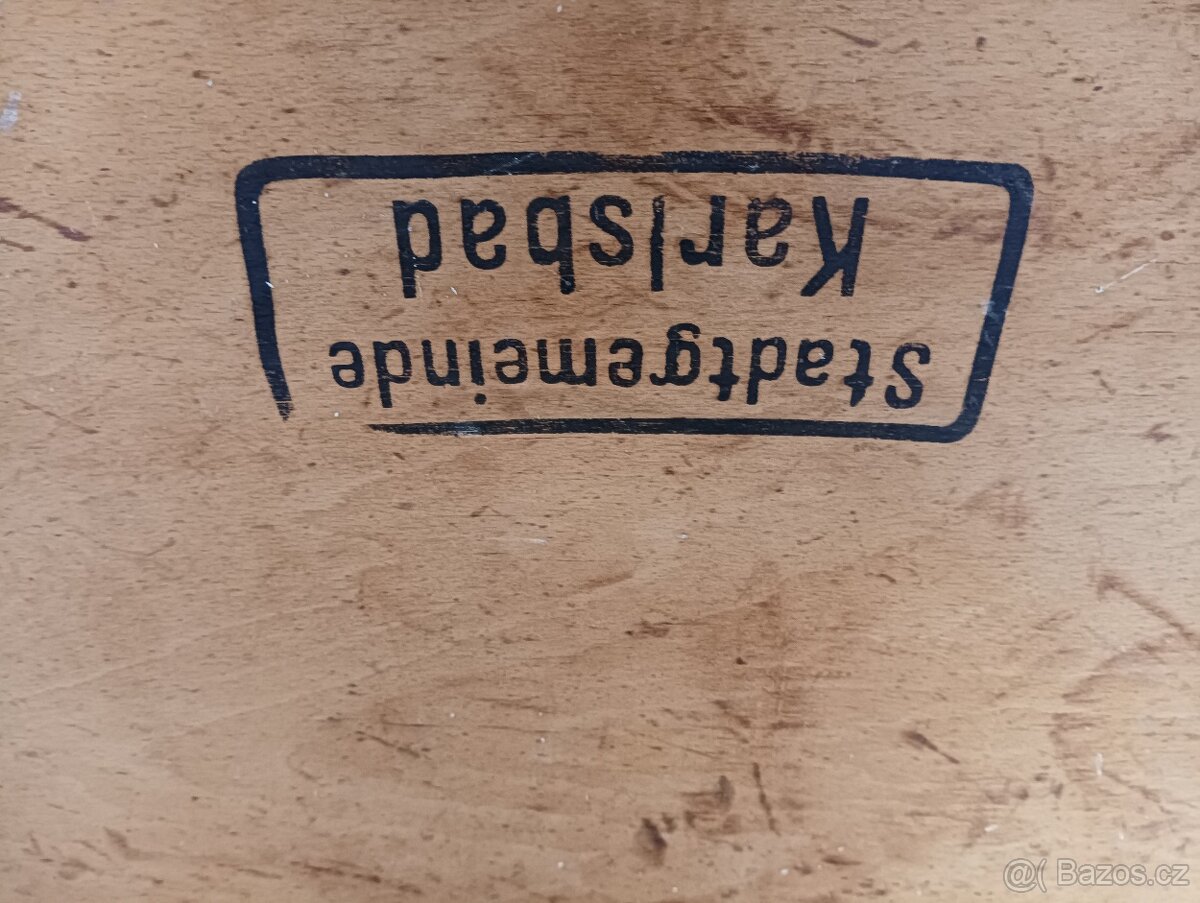 Stadtgemeinde
Karlsbad
@( Bazos.cz